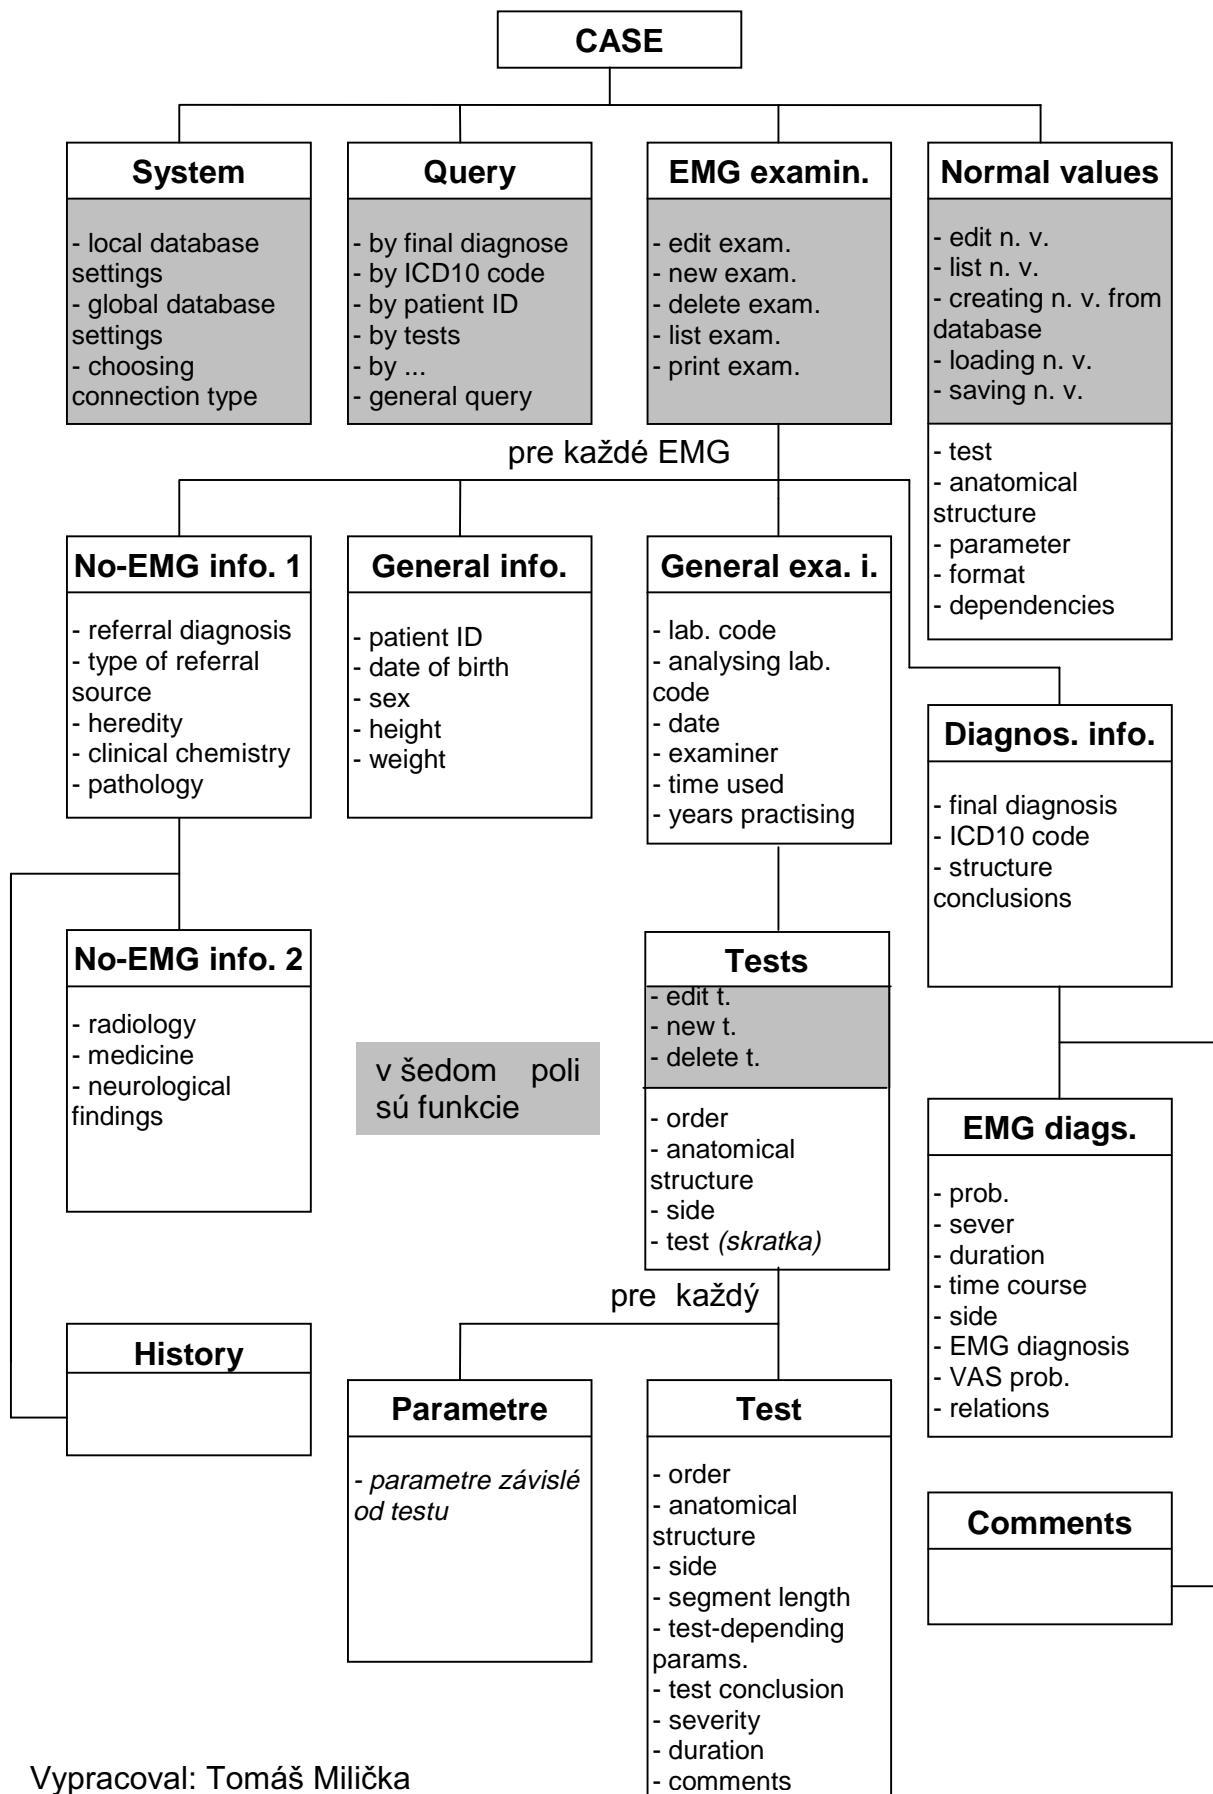 CASE
System
- local database
settings
- global database
settings
- choosing
connection type
Query
- by final diagnose
- by ICD10 code
- by patient ID
- by tests
- by ...
- general query
EMG examin.
- edit exam.
- new exam.
- delete exam.
- list exam.
- print exam.
Normal values
- edit n. v.
- list n. v.
- creating n. v. from
database
- loading n. v.
- saving n. v.
- test
- anatomical
structure
- parameter
- format
- dependencies
pre každé EMG
No-EMG info. 1
- referral diagnosis
- type of referral
source
- heredity
- clinical chemistry
- pathology
General info.
- patient ID
- date of birth
- sex
- height
- weight
General exa. i.
- lab. code
- analysing lab.
code
- date
- examiner
- time used
- years practising
Diagnos. info.
- final diagnosis
- ICD10 code
- structure
conclusions
No-EMG info. 2
- radiology
- medicine
- neurological
findings
v šedom poli
sú funkcie
Tests
- edit t.
- new t.
- delete t.
- order
- anatomical
structure
- side
- test (skratka)
EMG diags.
- prob.
- sever
- duration
- time course
- side
- EMG diagnosis
- VAS prob.
- relations
pre každý
History
Parametre
- parametre závislé
od testu
Test
- order
- anatomical
structure
- side
- segment length
- test-depending
params.
- test conclusion
- severity
- duration
- comments
Comments
Vypracoval: Tomáš Milička